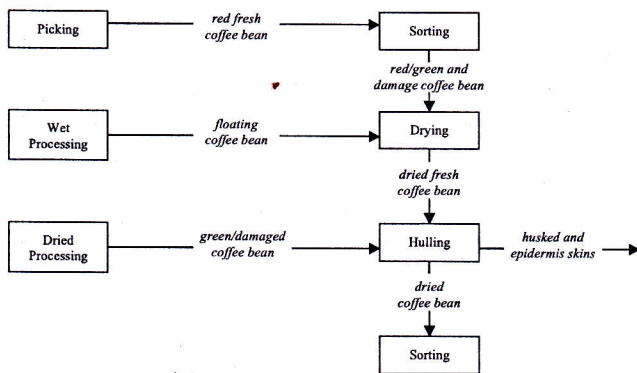 Picking
red fresh
coffee bean
Sorting
red/green and
damage coffee bean
Wet
Processing
floating
coffee bean
Drying
dried fresh
coffee bean
Dried
Processing
green/damaged
coffee bean
Hulling
husked and
epidermis skins
dried
coffee bean
Sorting